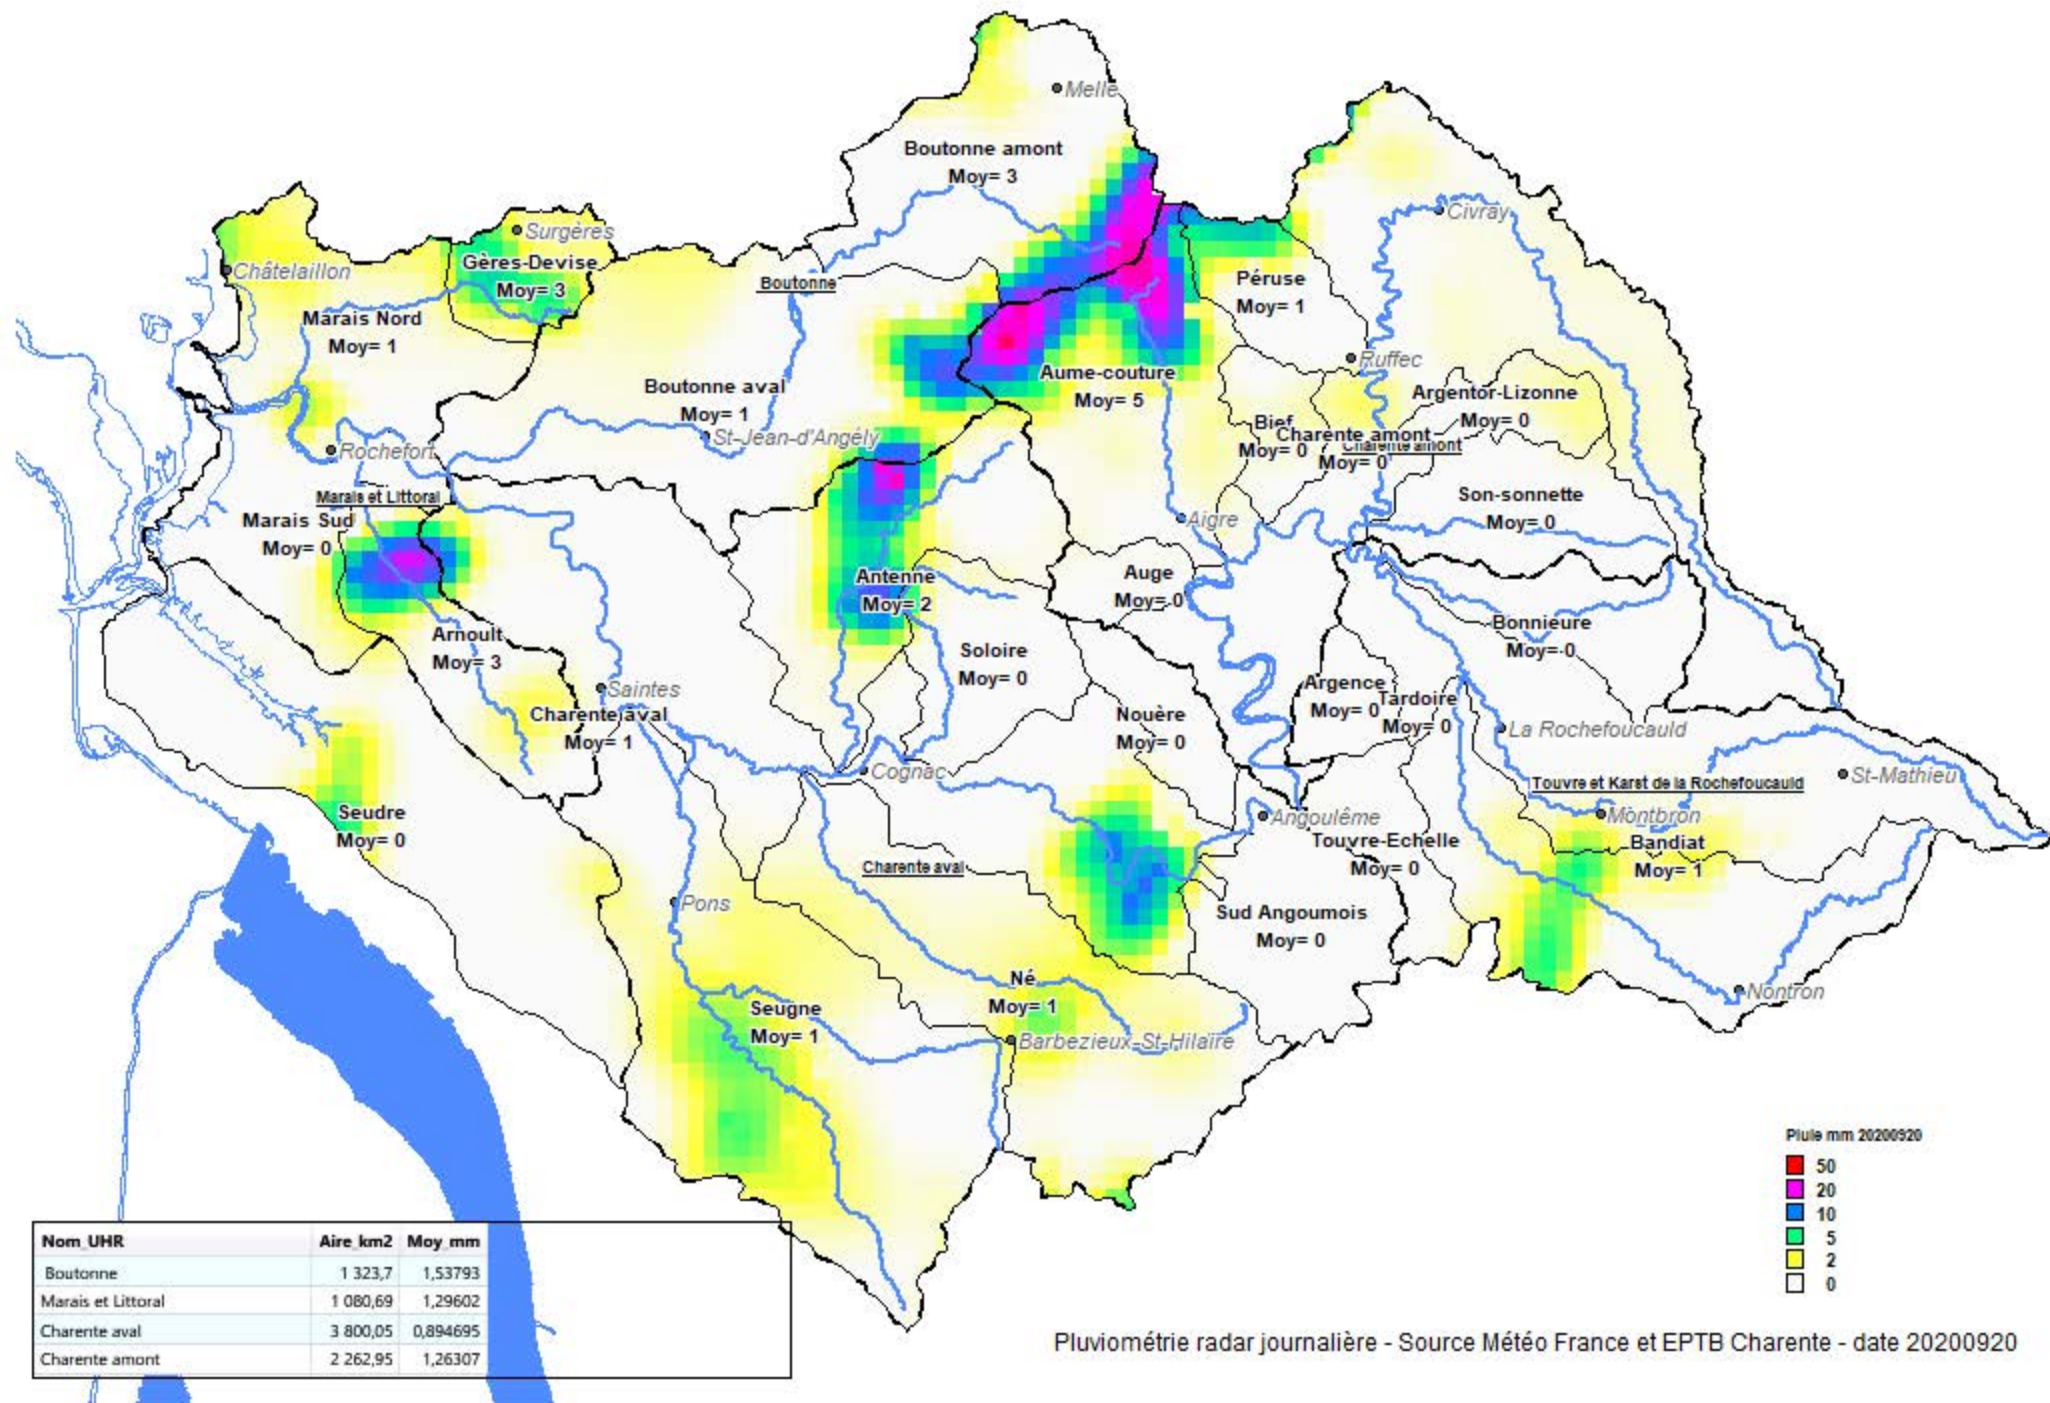 Melle
Boutonne amont
Moy= 3
Civray
Surgères
Châtelaillon
Gères-Devise
Moy= 3
Boutonne
Péruse
Moy= 1
Marais Nord
Moy= 1
Ruffec
Boutonne aval
Moy= 1
Aume-couture
Moy= 5
Argentor-Lizonne
Moy= 0
Bief
Moy= 0
Charente amont
Moy= 0
Charente amont
St-Jean-d'Angély
Rochefort
Marais et Littoral
Marais Sud
Moy= 0
Son-sonnette
Moy= 0
Aigre
Antenne
Moy= 2
Auge
Moy= 0
Bonnieure
Moy= 0
Arnoult
Moy= 3
Soloire
Moy= 0
Saintes
Argence
Moy= 0
Tardoire
Moy= 0
Charente aval
Moy= 1
Nouère
Moy= 0
La Rochefoucauld
Cognac
Touvre et Karst de la Rochefoucauld
St-Mathieu
Seudre
Moy= 0
Angoulême
Montbron
Touvre-Echelle
Moy= 0
Bandiat
Moy= 1
Charente aval
Pons
Sud Angoumois
Moy= 0
Né
Moy= 1
Nontron
Seugne
Moy= 1
Barbezieux-St-Hilaire
Pluie mm 20200920
50
20
10
5
2
0
Nom_UHR Aire_km2 Moy_mm
Boutonne 1 323,7 1,53793
Marais et Littoral 1 080,69 1,29602
Charente aval 3 800,05 0,894695
Charente amont 2 262,95 1,26307
Pluviométrie radar journalière - Source Météo France et EPTB Charente - date 20200920